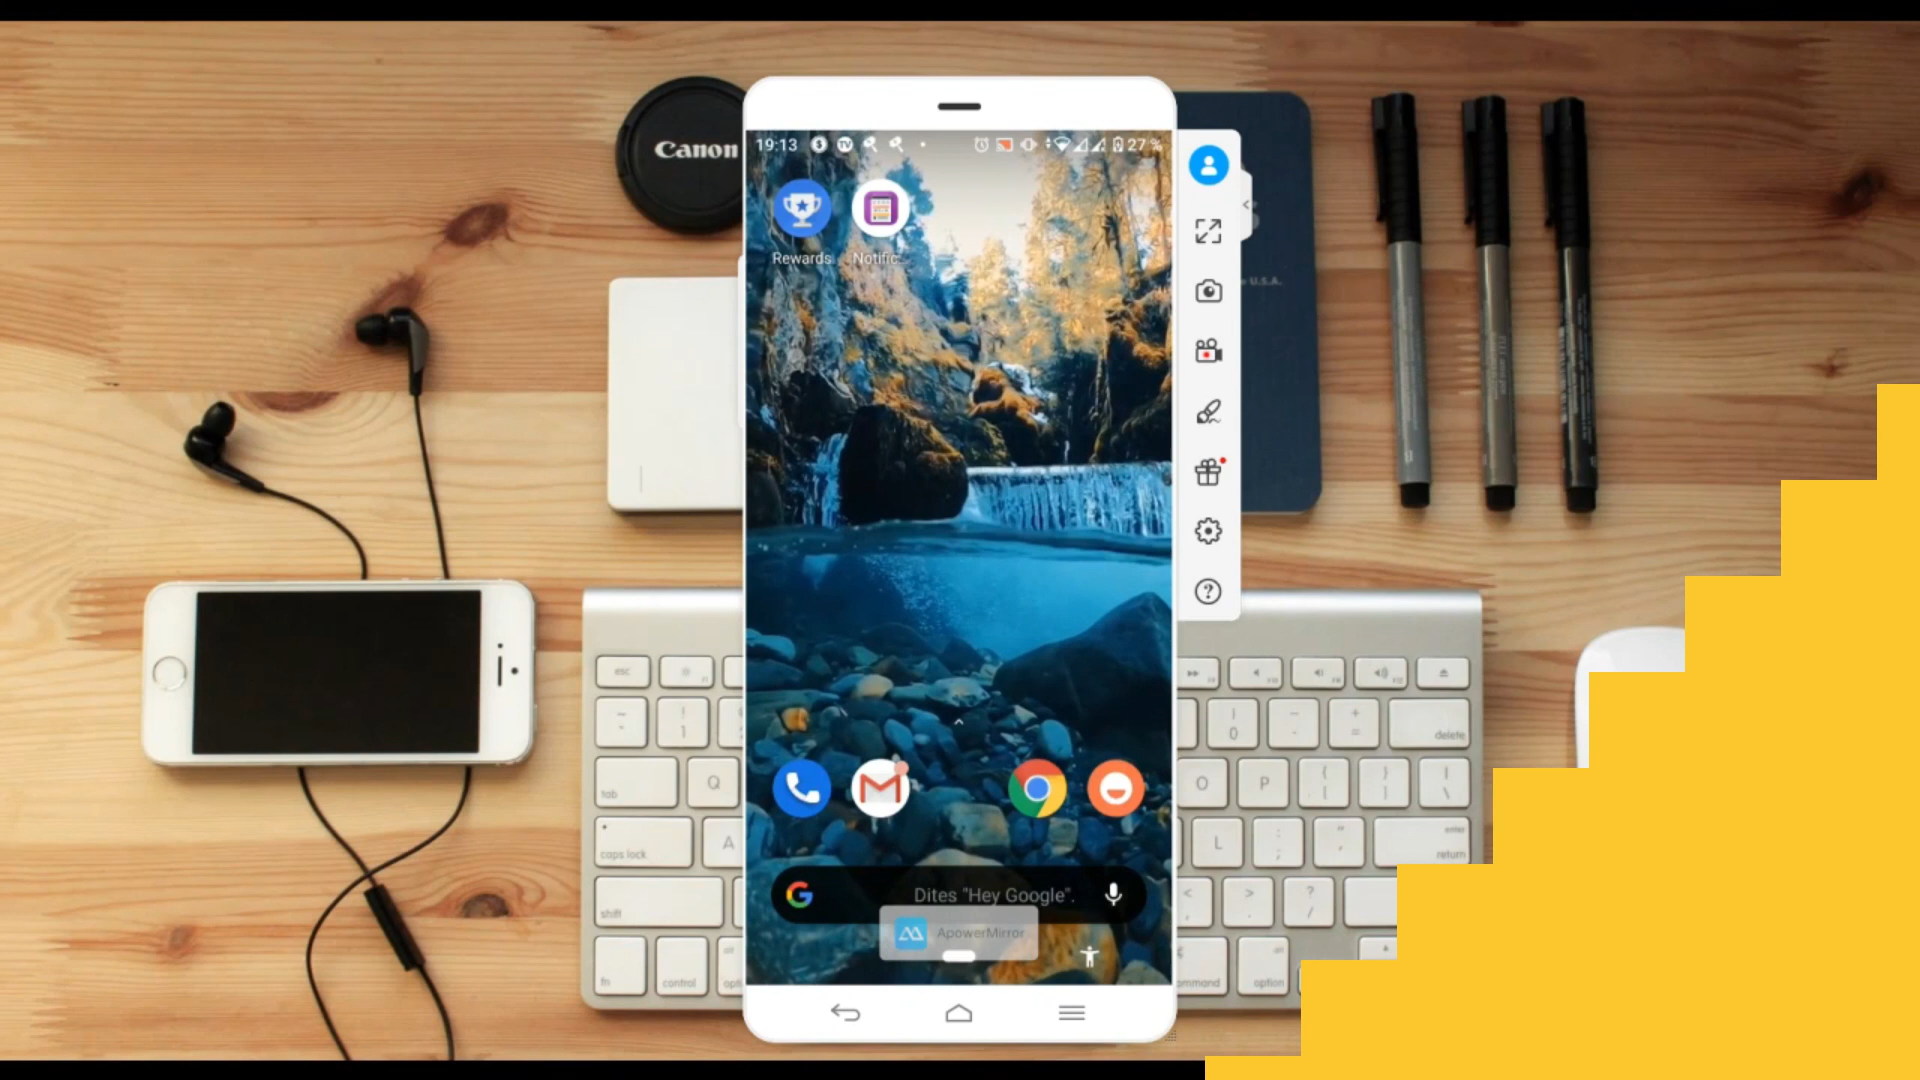 Canon
19:13
27 %
Rewards
Notific...
U.S.A.
esc
delete
tab
Q
O
P
caps lock
A
L
enter
return
shift
Dites "Hey Google".
ApowerMirror
fn
control
option